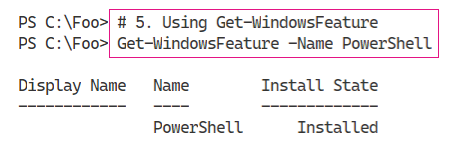 PS C:\Foo> # 5. Using Get-WindowsFeature
PS C:\Foo> Get-WindowsFeature -Name PowerShell
Display Name   Name         Install State
------------   ----         -------------
               PowerShell       Installed